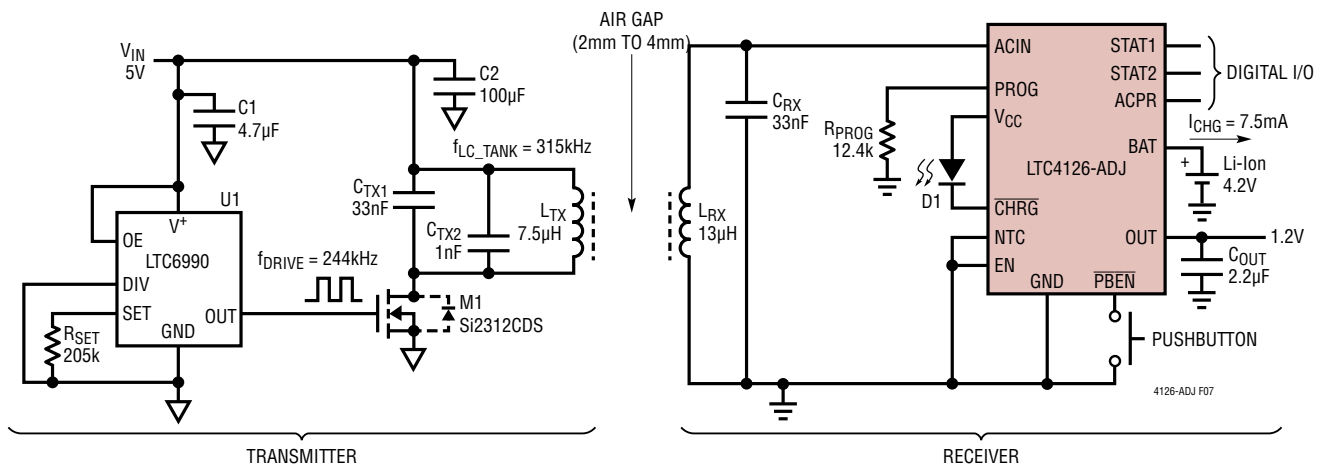 AIR GAP
(2mm TO 4mm)
VIN
5V
C1
4.7µF
C2
100µF
fLC_TANK = 315kHz
CTX1
33nF
CTX2
1nF
LTX
7.5µH
U1
V+
OE
LTC6990
DIV
SET
OUT
GND
RSET
205k
fDRIVE = 244kHz
M1
Si2312CDS
TRANSMITTER
LRX
13µH
CRX
33nF
RPROG
12.4k
D1
ACIN
PROG
VCC
CHRG
NTC
EN
GND
PBEN
LTC4126-ADJ
STAT1
STAT2
ACPR
BAT
OUT
DIGITAL I/O
ICHG = 7.5mA
+
Li-Ion
4.2V
1.2V
COUT
2.2µF
PUSHBUTTON
4126-ADJ F07
RECEIVER